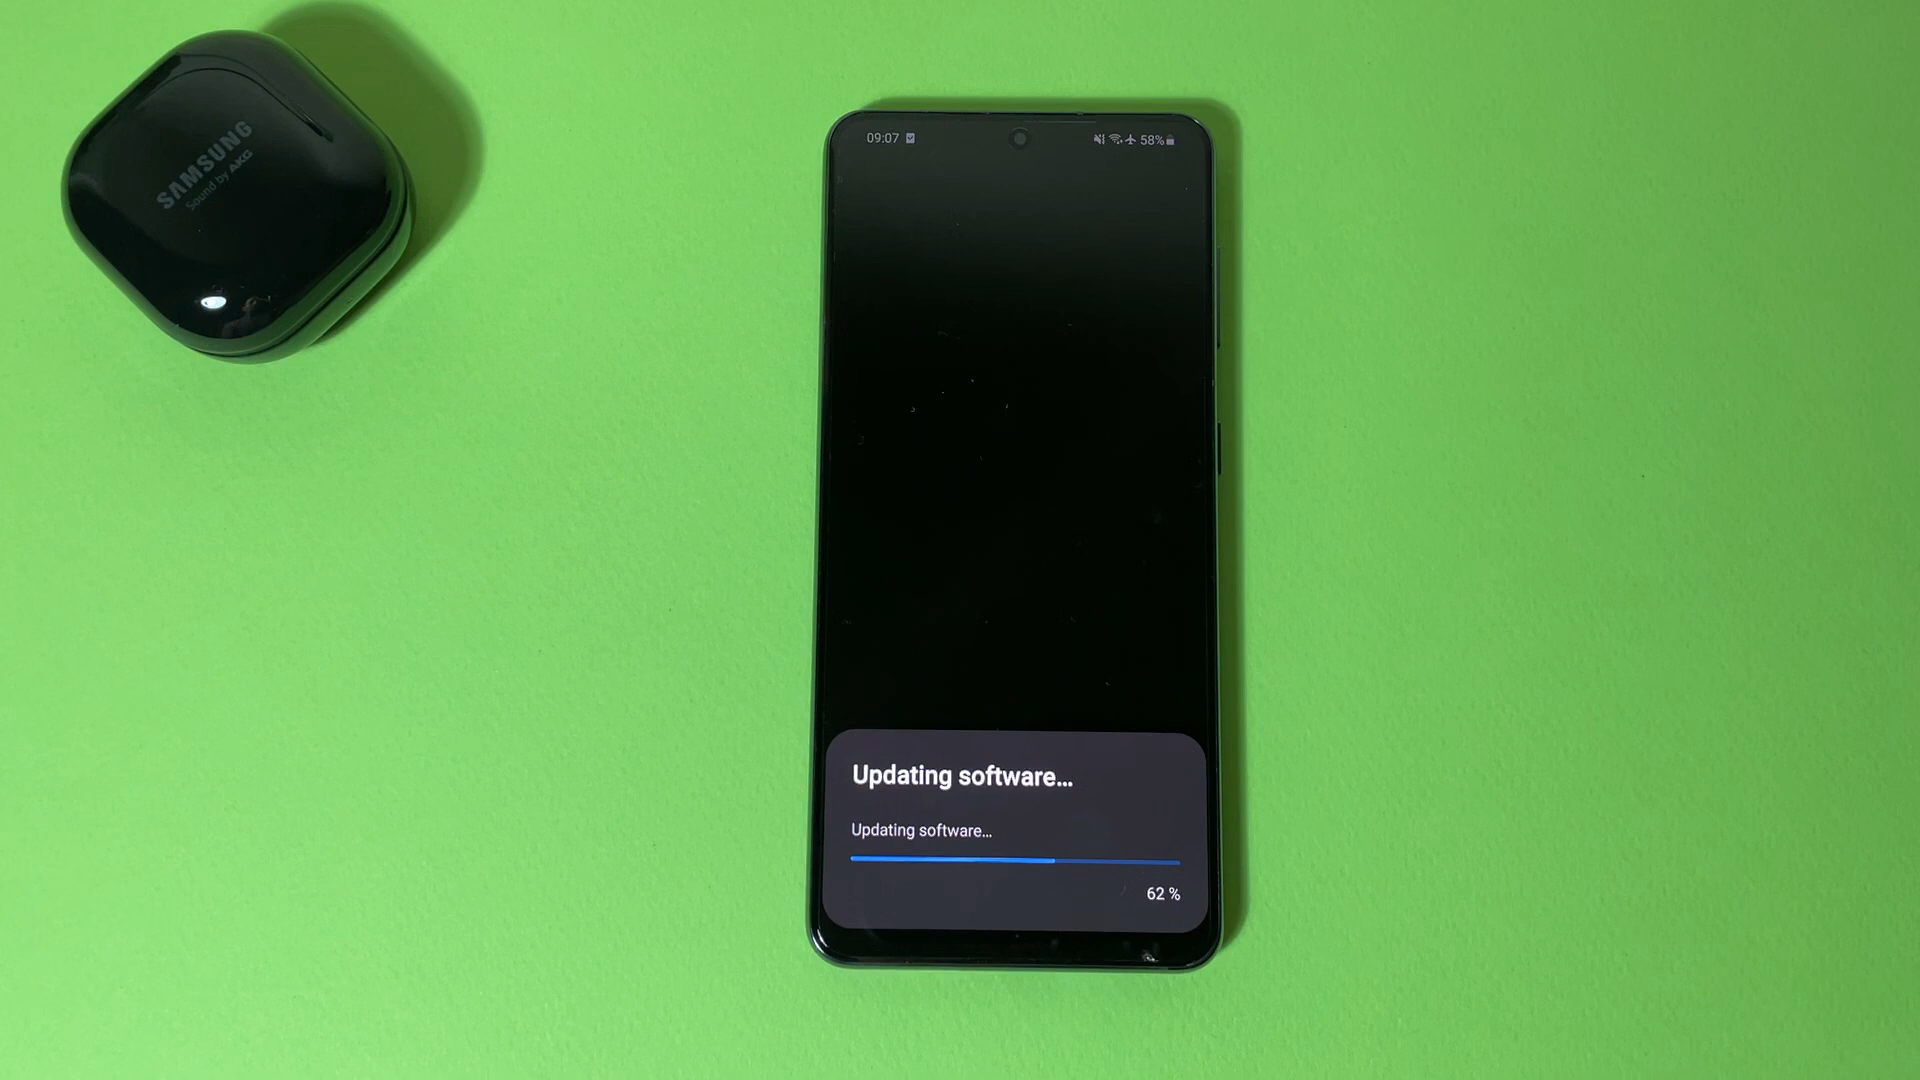 SAMSUNG
Sound by AKG
09:07
58%
Updating software...
Updating software...
62 %